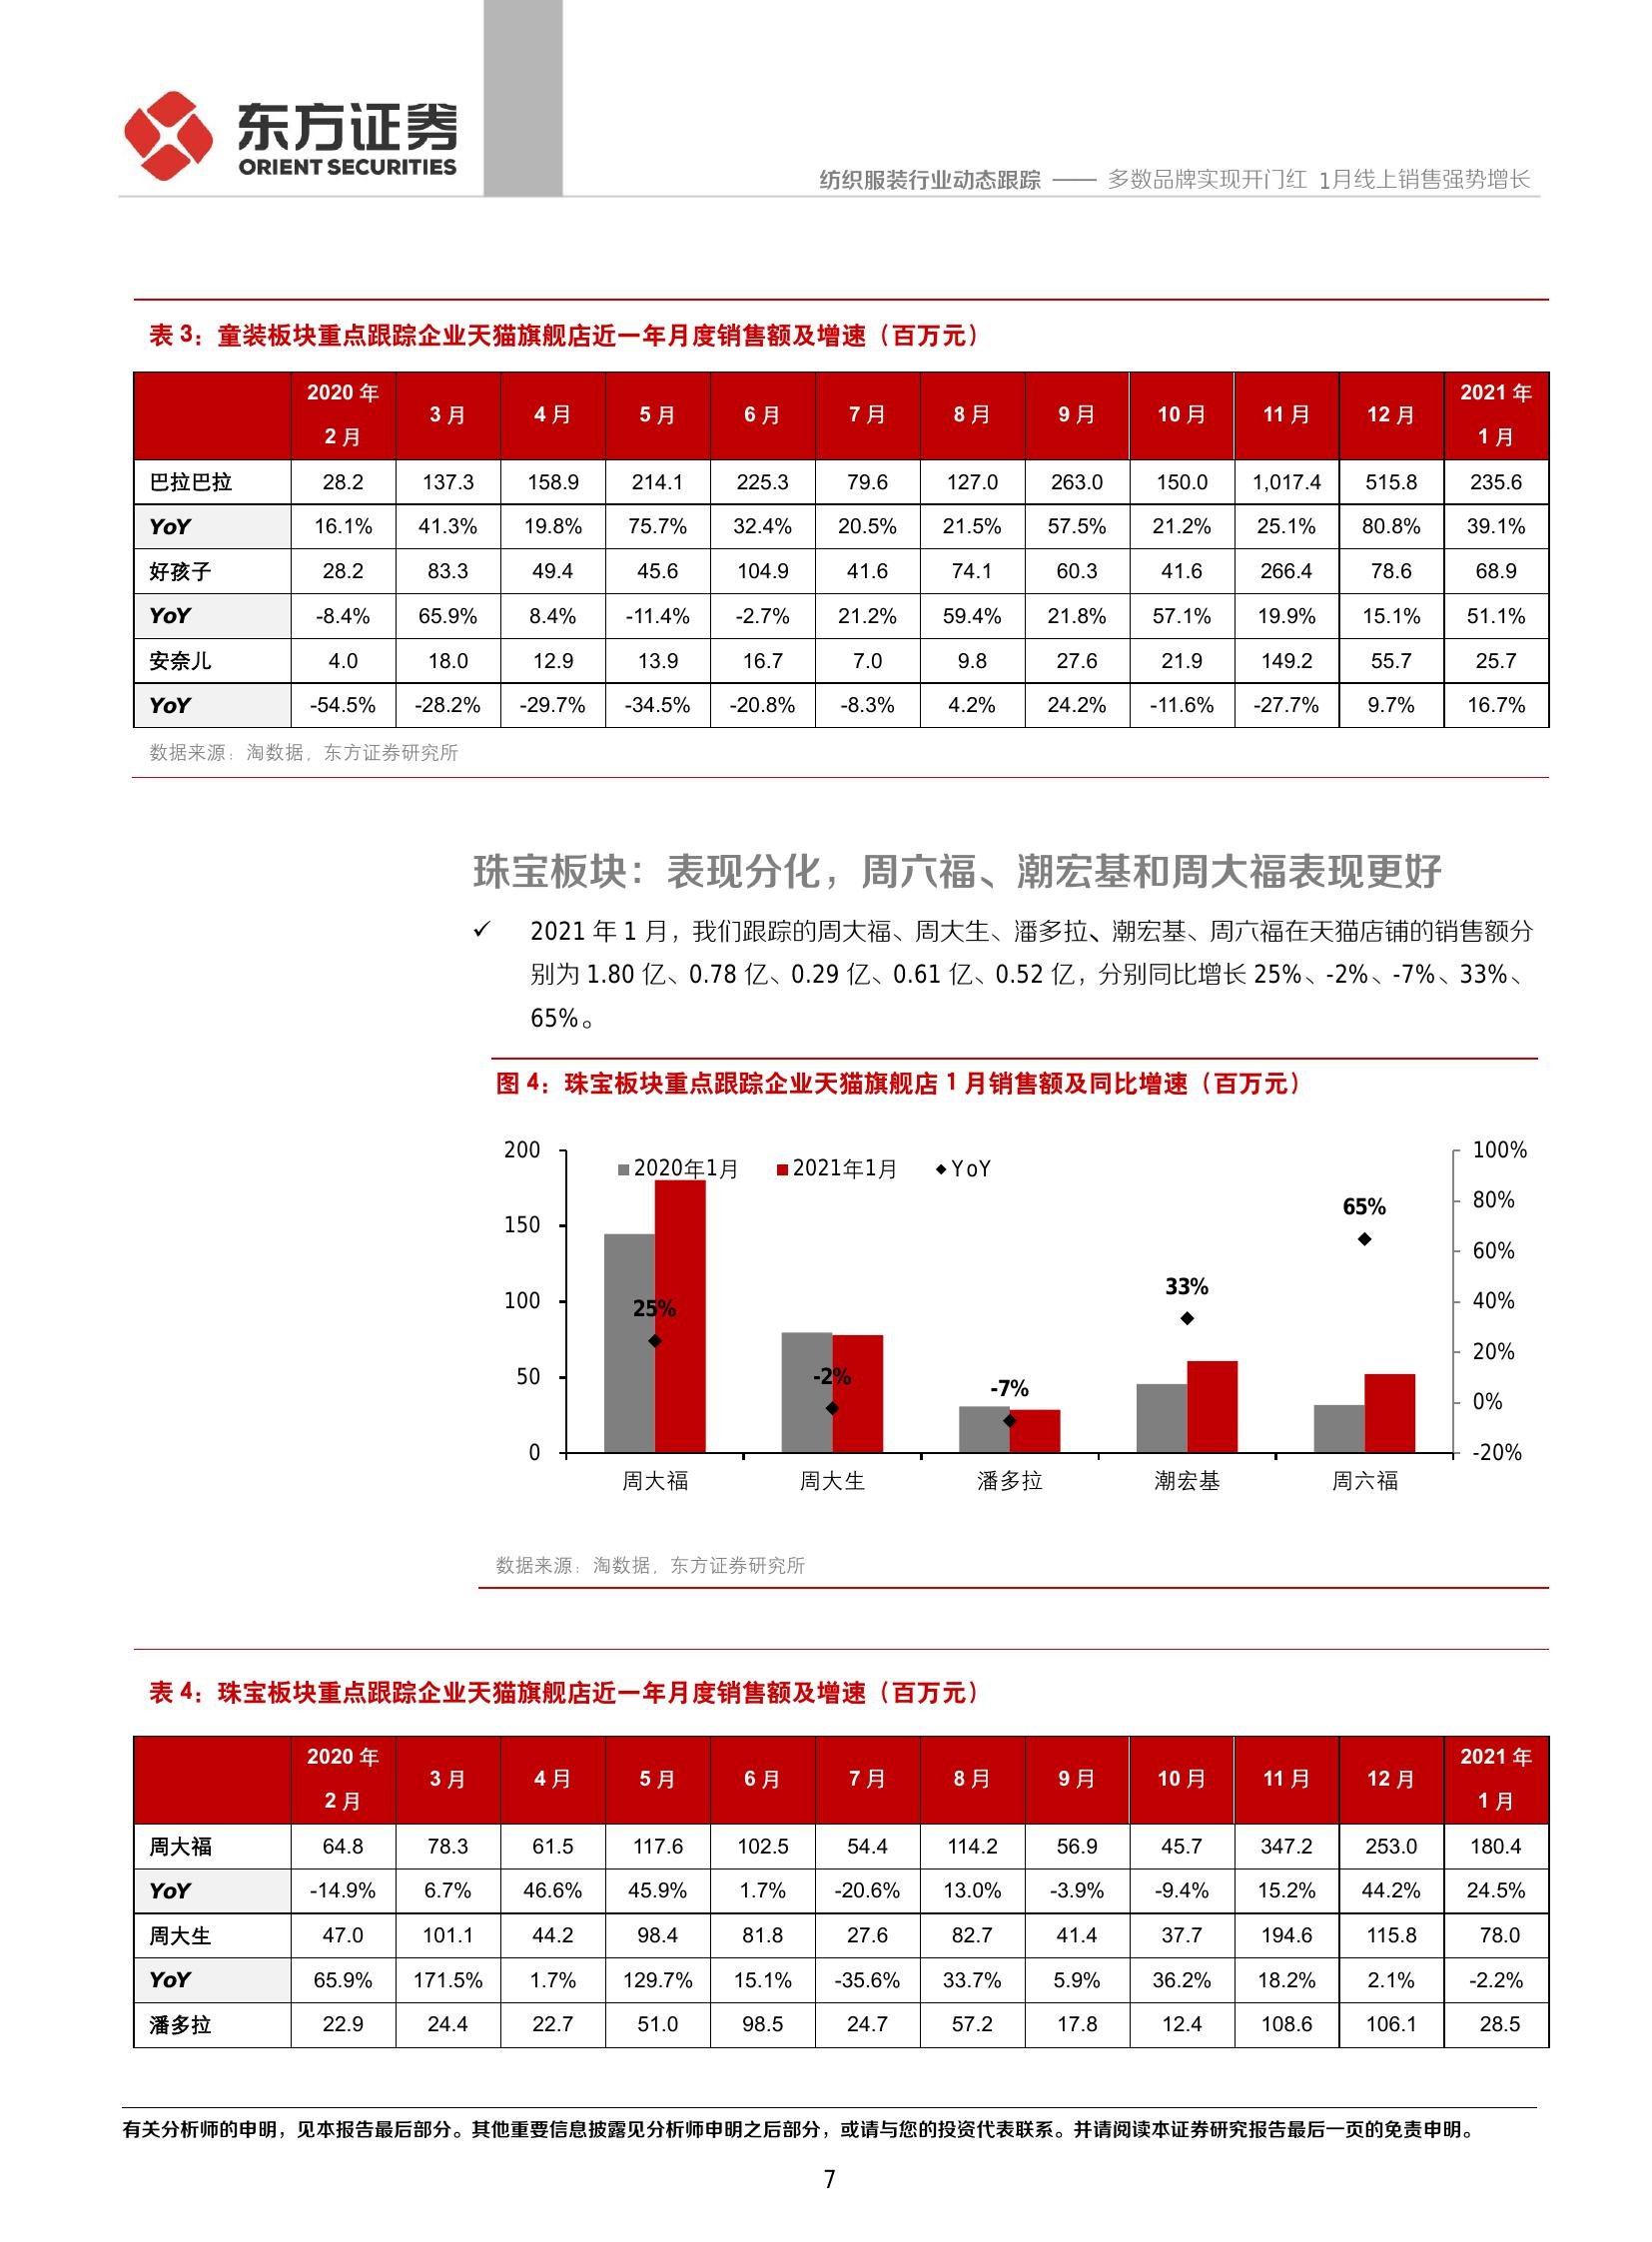 东方证券
ORIENT SECURITIES
纺织服装行业动态跟踪 —— 多数品牌实现开门红 1月线上销售强势增长
表 3：童装板块重点跟踪企业天猫旗舰店近一年月度销售额及增速（百万元）
2020 年 2 月 3 月 4 月 5 月 6 月 7 月 8 月 9 月 10 月 11 月 12 月 2021 年 1 月
巴拉巴拉 28.2 137.3 158.9 214.1 225.3 79.6 127.0 263.0 150.0 1,017.4 515.8 235.6
YoY 16.1% 41.3% 19.8% 75.7% 32.4% 20.5% 21.5% 57.5% 21.2% 25.1% 80.8% 39.1%
好孩子 28.2 83.3 49.4 45.6 104.9 41.6 74.1 60.3 41.6 266.4 78.6 68.9
YoY -8.4% 65.9% 8.4% -11.4% -2.7% 21.2% 59.4% 21.8% 57.1% 19.9% 15.1% 51.1%
安奈儿 4.0 18.0 12.9 13.9 16.7 7.0 9.8 27.6 21.9 149.2 55.7 25.7
YoY -54.5% -28.2% -29.7% -34.5% -20.8% -8.3% 4.2% 24.2% -11.6% -27.7% 9.7% 16.7%
数据来源：淘数据，东方证券研究所
珠宝板块：表现分化，周六福、潮宏基和周大福表现更好
✓ 2021 年 1 月，我们跟踪的周大福、周大生、潘多拉、潮宏基、周六福在天猫店铺的销售额分
别为 1.80 亿、0.78 亿、0.29 亿、0.61 亿、0.52 亿，分别同比增长 25%、-2%、-7%、33%、
65%。
图 4：珠宝板块重点跟踪企业天猫旗舰店 1 月销售额及同比增速（百万元）
200 100%
2020年1月 2021年1月 YoY
150 80%
65%
60%
33%
100 25% 40%
20%
50 -2% -7%
0%
0 -20%
周大福 周大生 潘多拉 潮宏基 周六福
数据来源：淘数据，东方证券研究所
表 4：珠宝板块重点跟踪企业天猫旗舰店近一年月度销售额及增速（百万元）
2020 年 2 月 3 月 4 月 5 月 6 月 7 月 8 月 9 月 10 月 11 月 12 月 2021 年 1 月
周大福 64.8 78.3 61.5 117.6 102.5 54.4 114.2 56.9 45.7 347.2 253.0 180.4
YoY -14.9% 6.7% 46.6% 45.9% 1.7% -20.6% 13.0% -3.9% -9.4% 15.2% 44.2% 24.5%
周大生 47.0 101.1 44.2 98.4 81.8 27.6 82.7 41.4 37.7 194.6 115.8 78.0
YoY 65.9% 171.5% 1.7% 129.7% 15.1% -35.6% 33.7% 5.9% 36.2% 18.2% 2.1% -2.2%
潘多拉 22.9 24.4 22.7 51.0 98.5 24.7 57.2 17.8 12.4 108.6 106.1 28.5
有关分析师的申明，见本报告最后部分。其他重要信息披露见分析师申明之后部分，或请与您的投资代表联系。并请阅读本证券研究报告最后一页的免责申明。
7